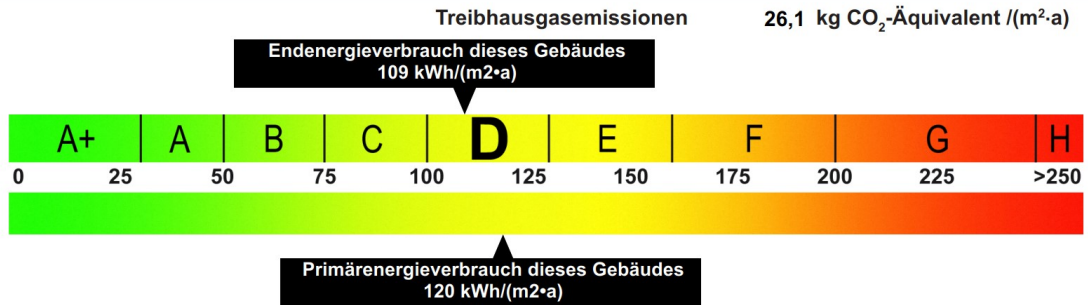 Treibhausgasemissionen 26,1 kg CO₂-Äquivalent /(m²·a)
Endenergieverbrauch dieses Gebäudes
109 kWh/(m2•a)
A+ A B C D E F G H
0 25 50 75 100 125 150 175 200 225 >250
Primärenergieverbrauch dieses Gebäudes
120 kWh/(m2•a)